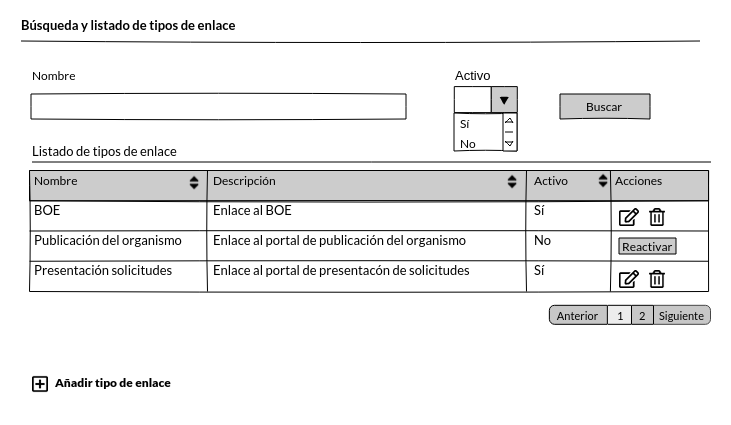 Búsqueda y listado de tipos de enlace
Nombre
Activo
Buscar
Sí
No
Listado de tipos de enlace
Nombre Descripción Activo Acciones
BOE Enlace al BOE Sí
Publicación del organismo Enlace al portal de publicación del organismo No Reactivar
Presentación solicitudes Enlace al portal de presentacón de solicitudes Sí
Anterior 1 2 Siguiente
Añadir tipo de enlace